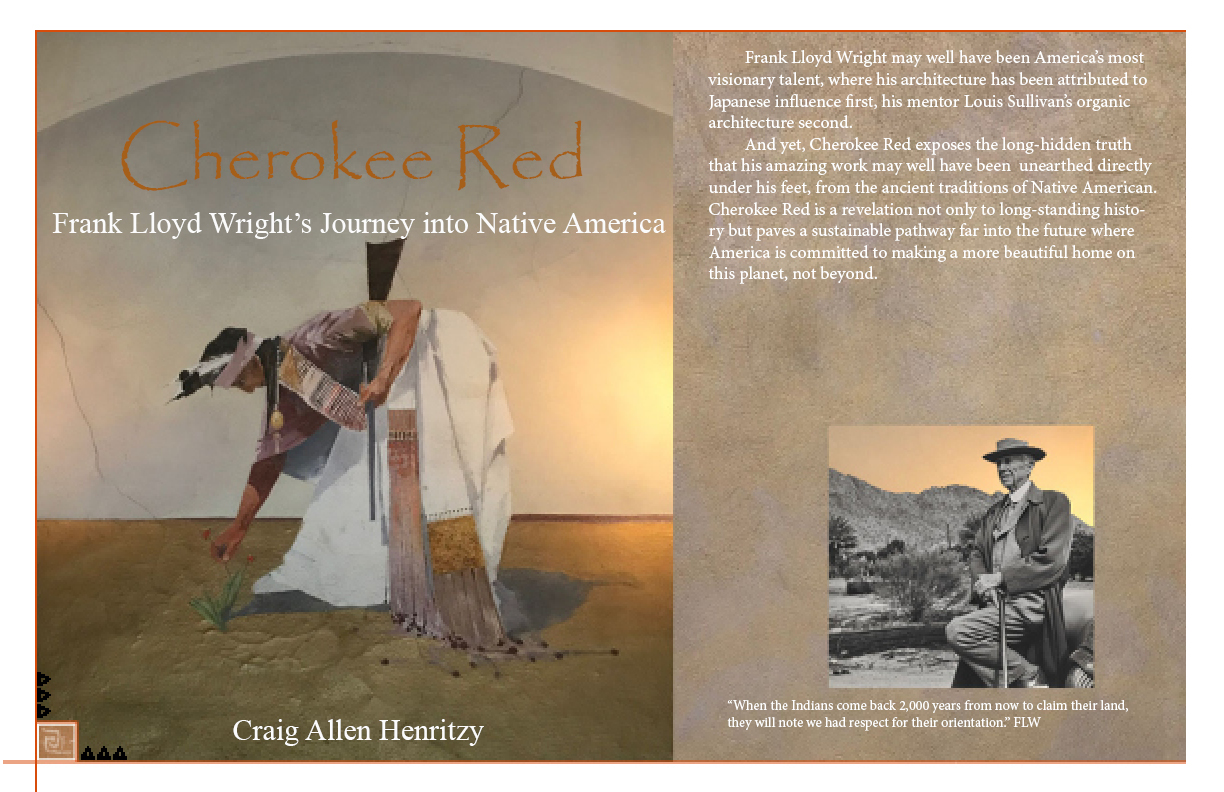 Cherokee Red
Frank Lloyd Wright’s Journey into Native America
Craig Allen Henritzy
Frank Lloyd Wright may well have been America’s most
visionary talent, where his architecture has been attributed to
Japanese influence first, his mentor Louis Sullivan’s organic
architecture second.
And yet, Cherokee Red exposes the long-hidden truth
that his amazing work may well have been  unearthed directly
under his feet, from the ancient traditions of Native American.
Cherokee Red is a revelation not only to long-standing histo-
ry but paves a sustainable pathway far into the future where
America is committed to making a more beautiful home on
this planet, not beyond.
“When the Indians come back 2,000 years from now to claim their land,
they will note we had respect for their orientation.” FLW